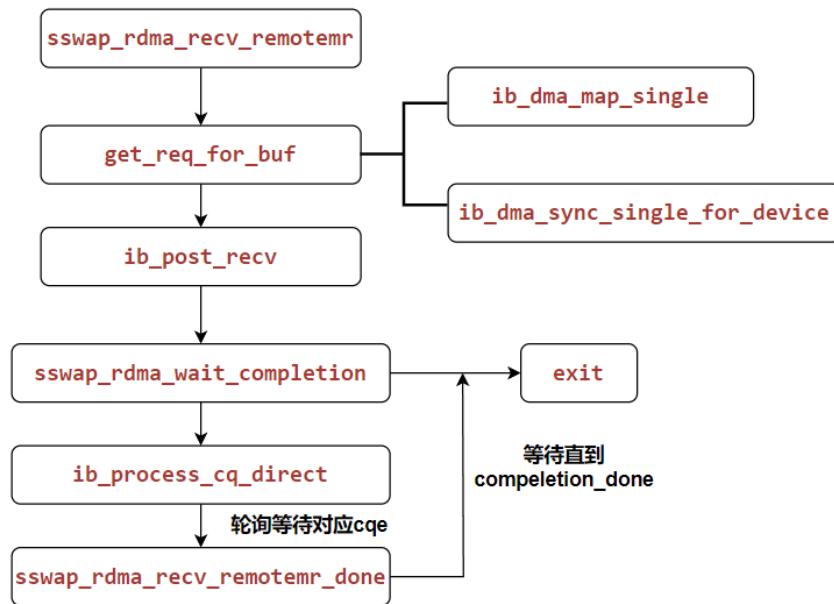 sswap_rdma_recv_remotemr
ib_dma_map_single
get_req_for_buf
ib_dma_sync_single_for_device
ib_post_recv
sswap_rdma_wait_completion
exit
等待直到
compeletion_done
ib_process_cq_direct
轮询等待对应cqe
sswap_rdma_recv_remotemr_done